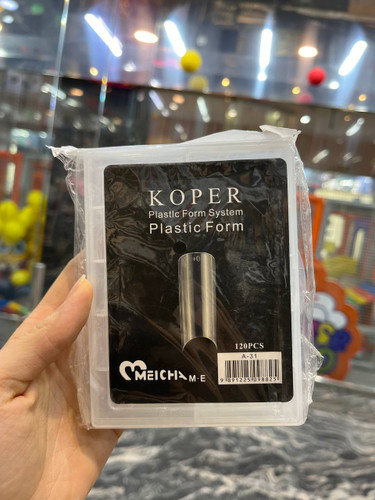 KOPER
Plastic Form System
Plastic Form
120PCS
A-31
MEICHA M·E